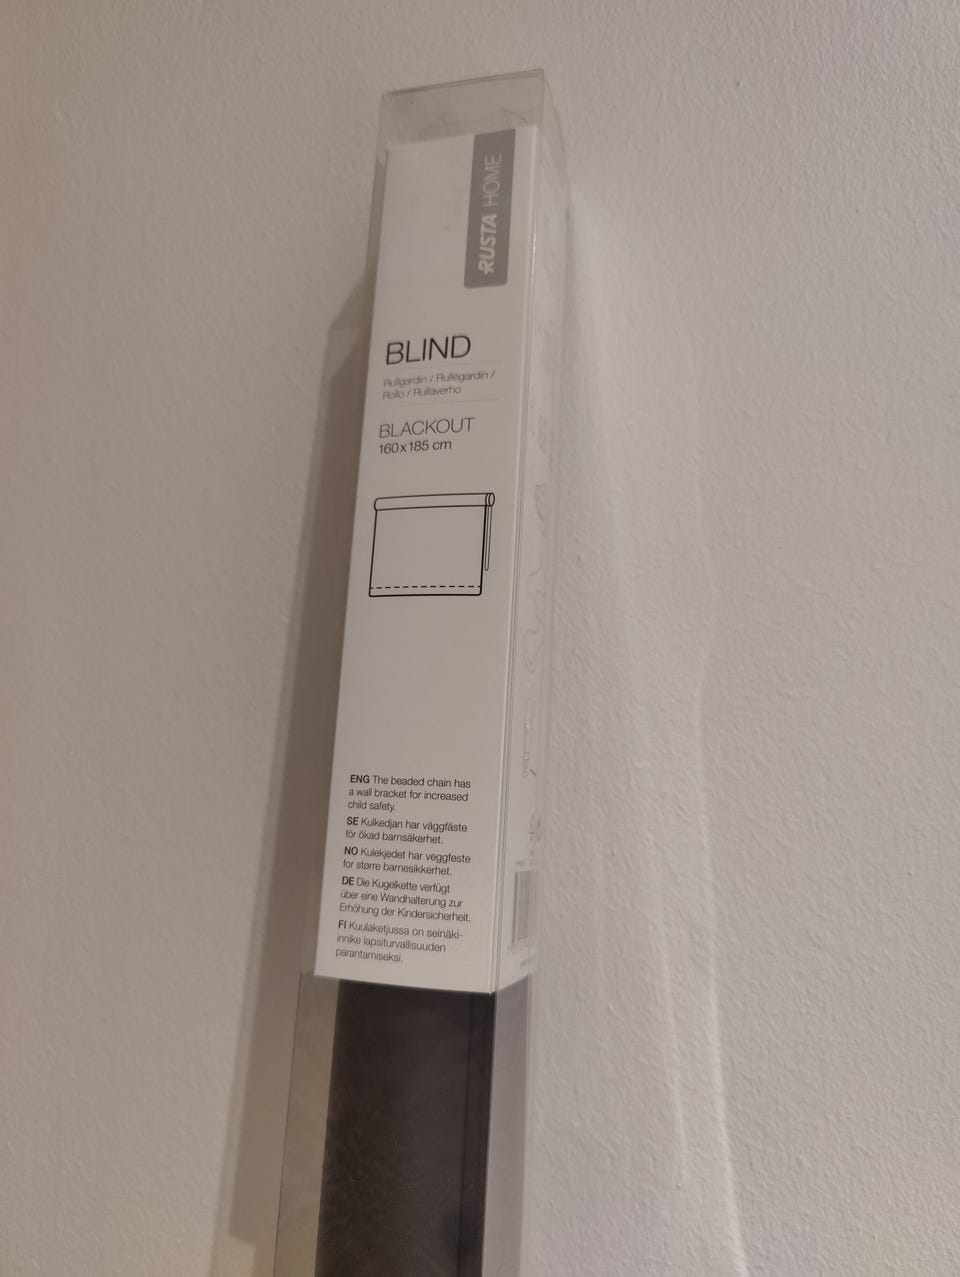 RUSTA HOME
BLIND
Rullgardin / Rullegardin /
Rollo / Rullaverho
BLACKOUT
160x185 cm
ENG The beaded chain has
a wall bracket for increased
child safety.
SE Kulkedjan har väggfäste
för ökad barnsäkerhet.
NO Kulekjedet har veggfeste
for større barnesikkerhet.
DE Die Kugelkette verfügt
über eine Wandhalterung zur
Erhöhung der Kindersicherheit.
FI Kuulaketjussa on seinäki-
innike lapsiturvallisuuden
parantamiseksi.